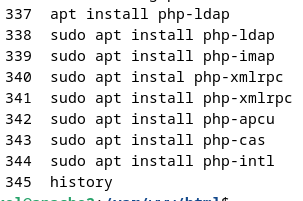 337 apt install php-ldap
338 sudo apt install php-ldap
339 sudo apt install php-imap
340 sudo apt instal php-xmlrpc
341 sudo apt install php-xmlrpc
342 sudo apt install php-apcu
343 sudo apt install php-cas
344 sudo apt install php-intl
345 history